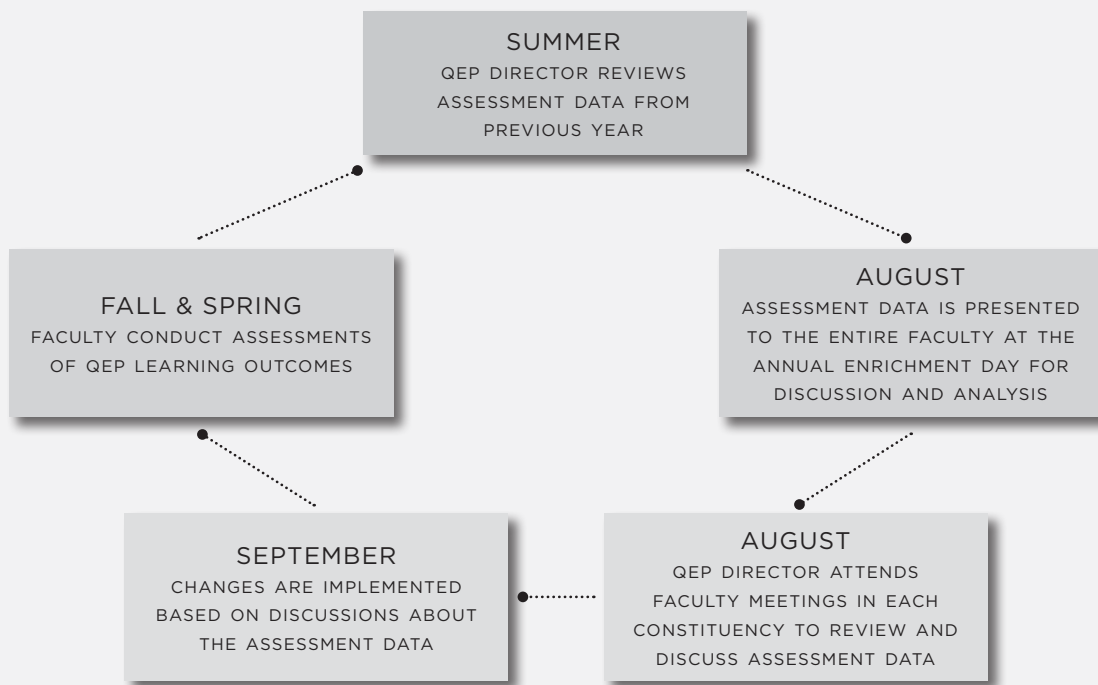 SUMMER
QEP DIRECTOR REVIEWS
ASSESSMENT DATA FROM
PREVIOUS YEAR
AUGUST
ASSESSMENT DATA IS PRESENTED
TO THE ENTIRE FACULTY AT THE
ANNUAL ENRICHMENT DAY FOR
DISCUSSION AND ANALYSIS
AUGUST
QEP DIRECTOR ATTENDS
FACULTY MEETINGS IN EACH
CONSTITUENCY TO REVIEW AND
DISCUSS ASSESSMENT DATA
SEPTEMBER
CHANGES ARE IMPLEMENTED
BASED ON DISCUSSIONS ABOUT
THE ASSESSMENT DATA
FALL & SPRING
FACULTY CONDUCT ASSESSMENTS
OF QEP LEARNING OUTCOMES